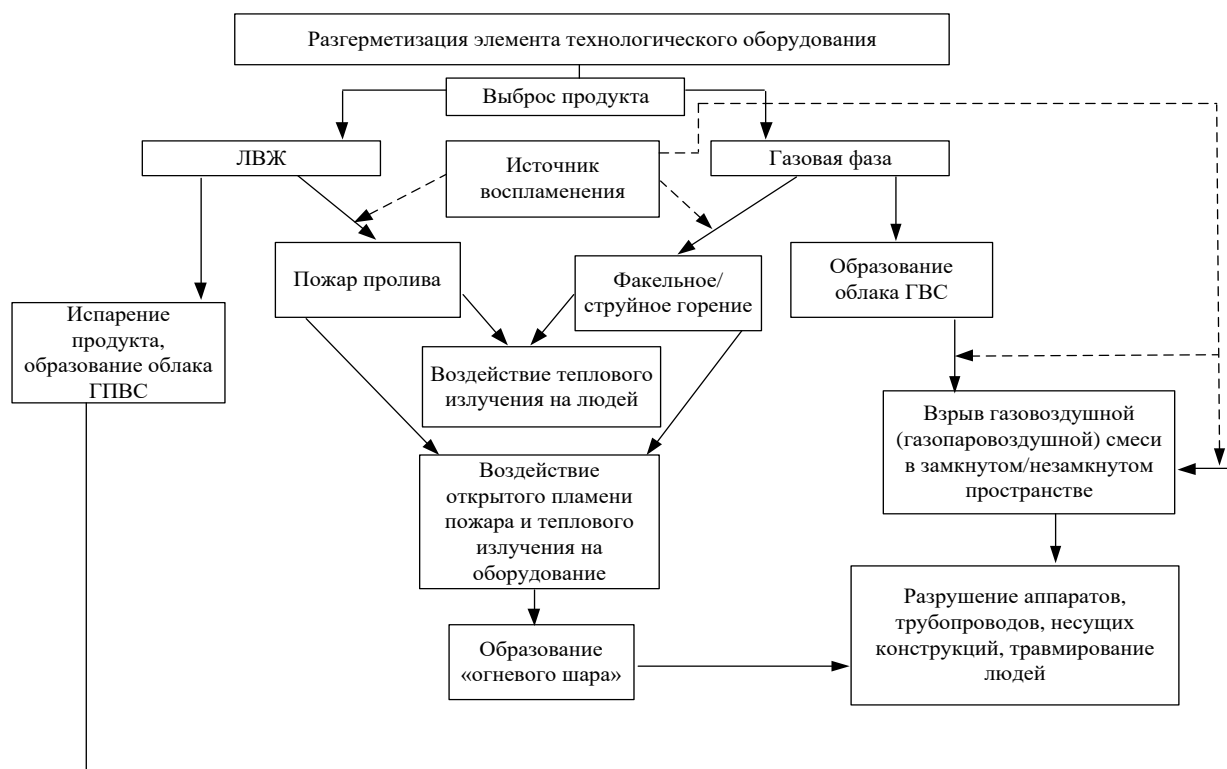 Разгерметизация элемента технологического оборудования
Выброс продукта
ЛВЖ
Источник
воспламенения
Газовая фаза
Пожар пролива
Факельное/
струйное горение
Образование
облака ГВС
Испарение
продукта,
образование облака
ГПВС
Воздействие теплового
излучения на людей
Взрыв газовоздушной
(газопаровоздушной) смеси
в замкнутом/незамкнутом
пространстве
Воздействие
открытого пламени
пожара и теплового
излучения на
оборудование
Разрушение аппаратов,
трубопроводов, несущих
конструкций, травмирование
людей
Образование
«огневого шара»